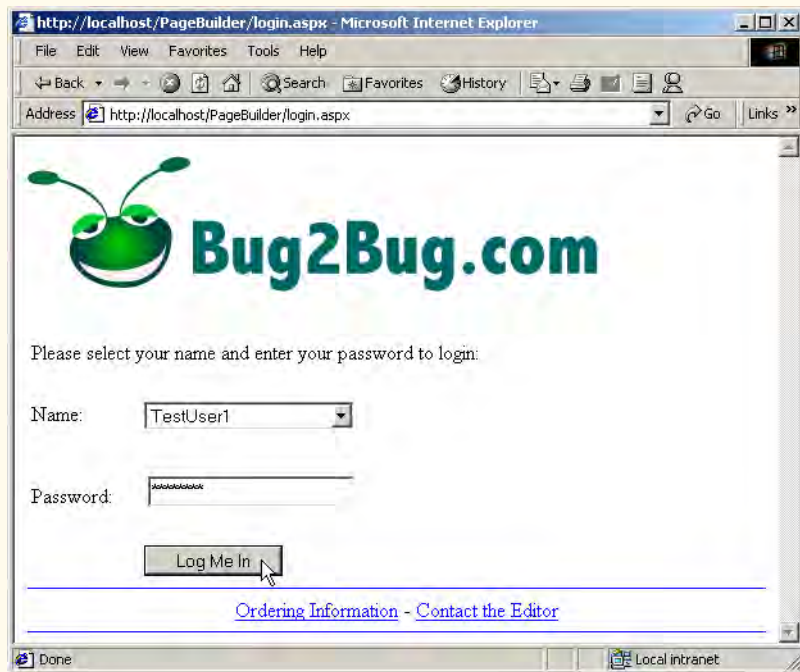 http://localhost/PageBuilder/login.aspx - Microsoft Internet Explorer
File Edit View Favorites Tools Help
Back Search Favorites History
Address http://localhost/PageBuilder/login.aspx Go Links »
Bug2Bug.com
Please select your name and enter your password to login:
Name: TestUser1
Password: ********
Log Me In
Ordering Information - Contact the Editor
Done Local intranet